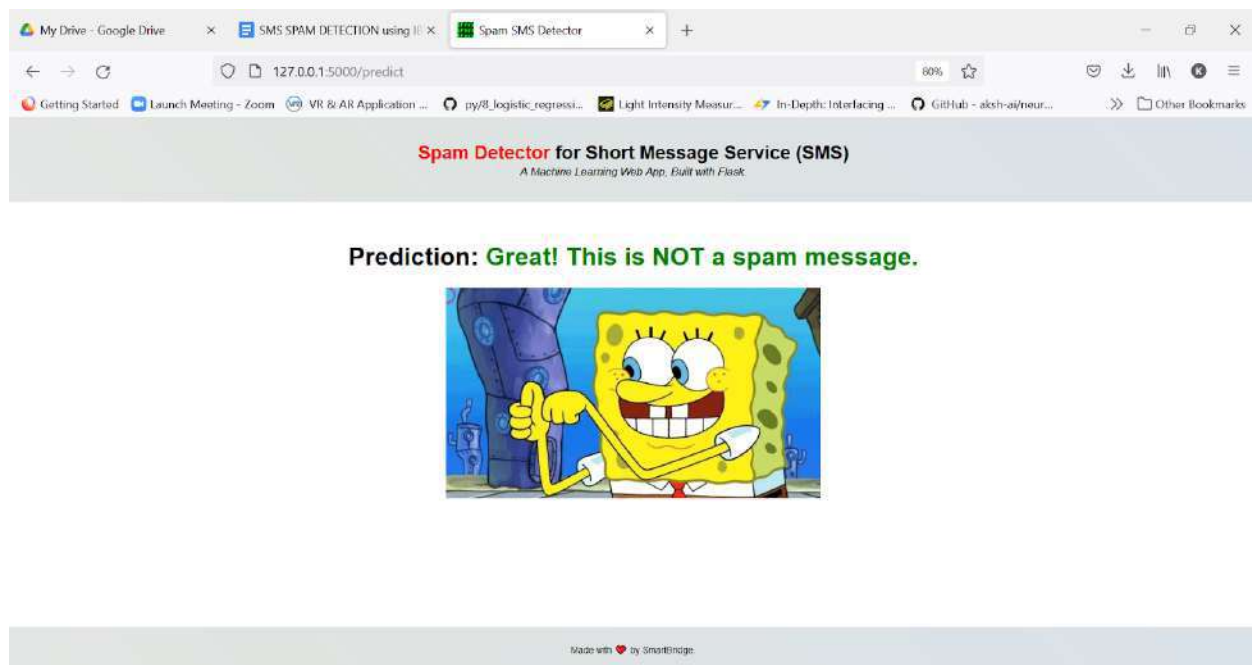 My Drive - Google Drive
SMS SPAM DETECTION using
Spam SMS Detector
127.0.0.1:5000/predict
80%
Getting Started
Launch Meeting - Zoom
VR & AR Application ...
py/8_logistic_regressi...
Light Intensity Measur...
In-Depth: Interfacing ...
GitHub - aksh-ai/neur...
Other Bookmarks
Spam Detector for Short Message Service (SMS)
A Machine Learning Web App, Built with Flask.
Prediction: Great! This is NOT a spam message.
Made with ❤ by SmartBridge.